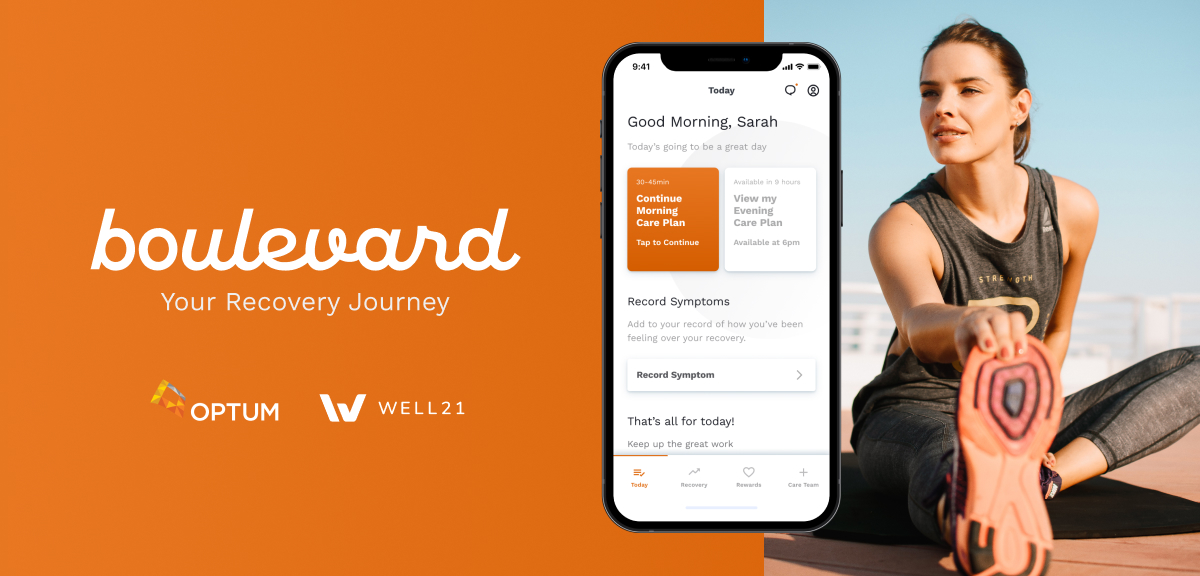 boulevard
Your Recovery Journey
OPTUM
WELL21
9:41
Today
Good Morning, Sarah
Today's going to be a great day
30-45min
Continue
Morning
Care Plan
Tap to Continue
Available in 9 hours
View my
Evening
Care Plan
Available at 6pm
Record Symptoms
Add to your record of how you've been
feeling over your recovery.
Record Symptom
That's all for today!
Keep up the great work
Today
Recovery
Rewards
Care Team
STRENGTH